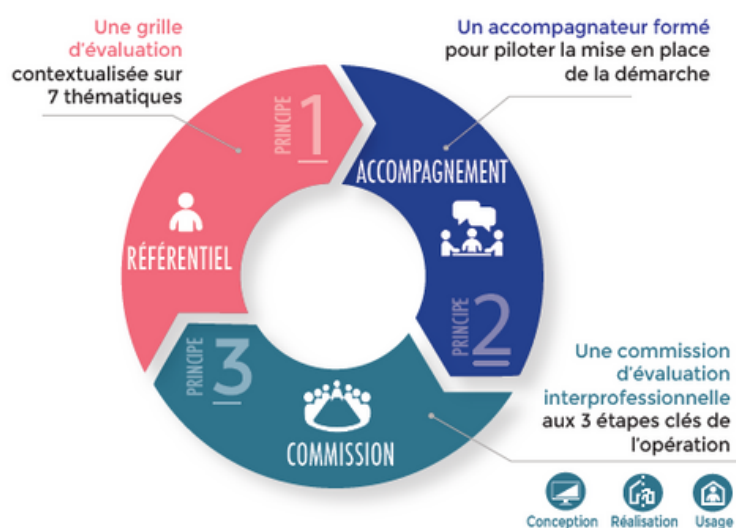 Une grille
d'évaluation
contextualisée sur
7 thématiques
Un accompagnateur formé
pour piloter la mise en place
de la démarche
PRINCIPE 1
RÉFÉRENTIEL
ACCOMPAGNEMENT
PRINCIPE 2
PRINCIPE 3
COMMISSION
Une commission
d'évaluation
interprofessionnelle
aux 3 étapes clés de
l'opération
Conception Réalisation Usage